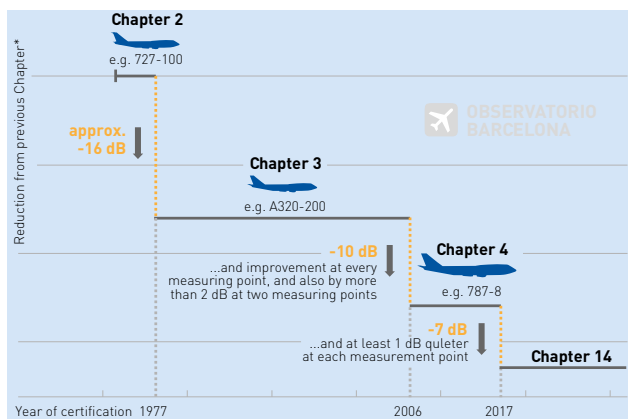 Chapter 2
e.g. 727-100
Reduction from previous Chapter*
approx.
-16 dB
OBSERVATORIO
BARCELONA
Chapter 3
e.g. A320-200
-10 dB
...and improvement at every
measuring point, and also by more
than 2 dB at two measuring points
Chapter 4
e.g. 787-8
-7 dB
...and at least 1 dB quleter
at each measurement point
Chapter 14
Year of certification 1977 2006 2017